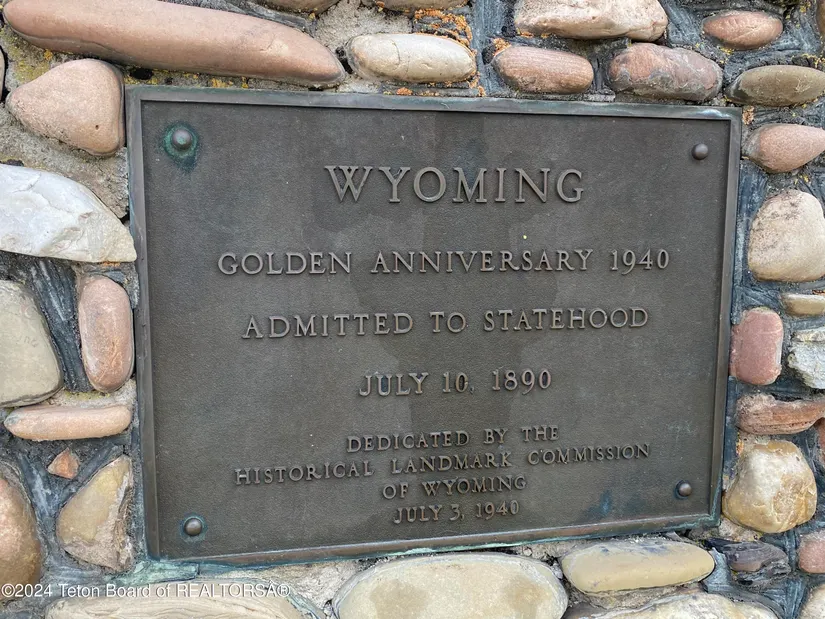 WYOMING
GOLDEN ANNIVERSARY 1940
ADMITTED TO STATEHOOD
JULY 10, 1890
DEDICATED BY THE
HISTORICAL LANDMARK COMMISSION
OF WYOMING
JULY 3, 1940
©2024 Teton Board of REALTORSA®